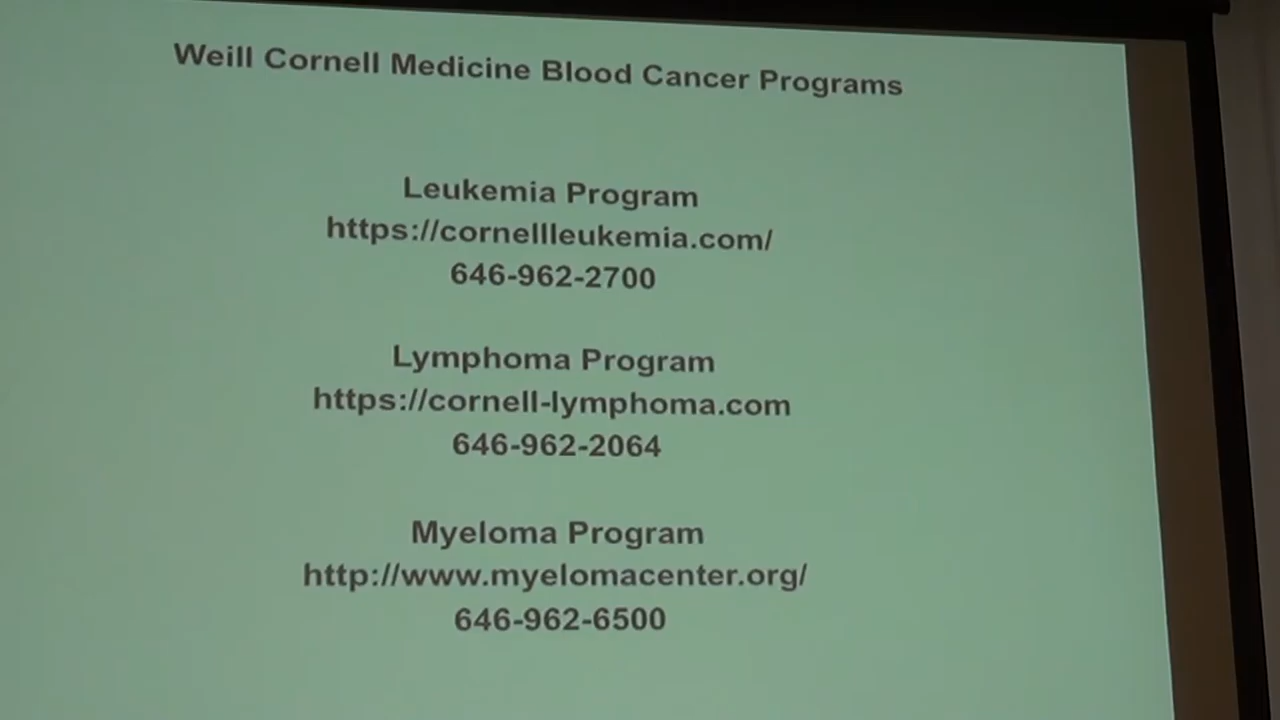 Weill Cornell Medicine Blood Cancer Programs
Leukemia Program
https://cornellleukemia.com/
646-962-2700
Lymphoma Program
https://cornell-lymphoma.com
646-962-2064
Myeloma Program
http://www.myelomacenter.org/
646-962-6500